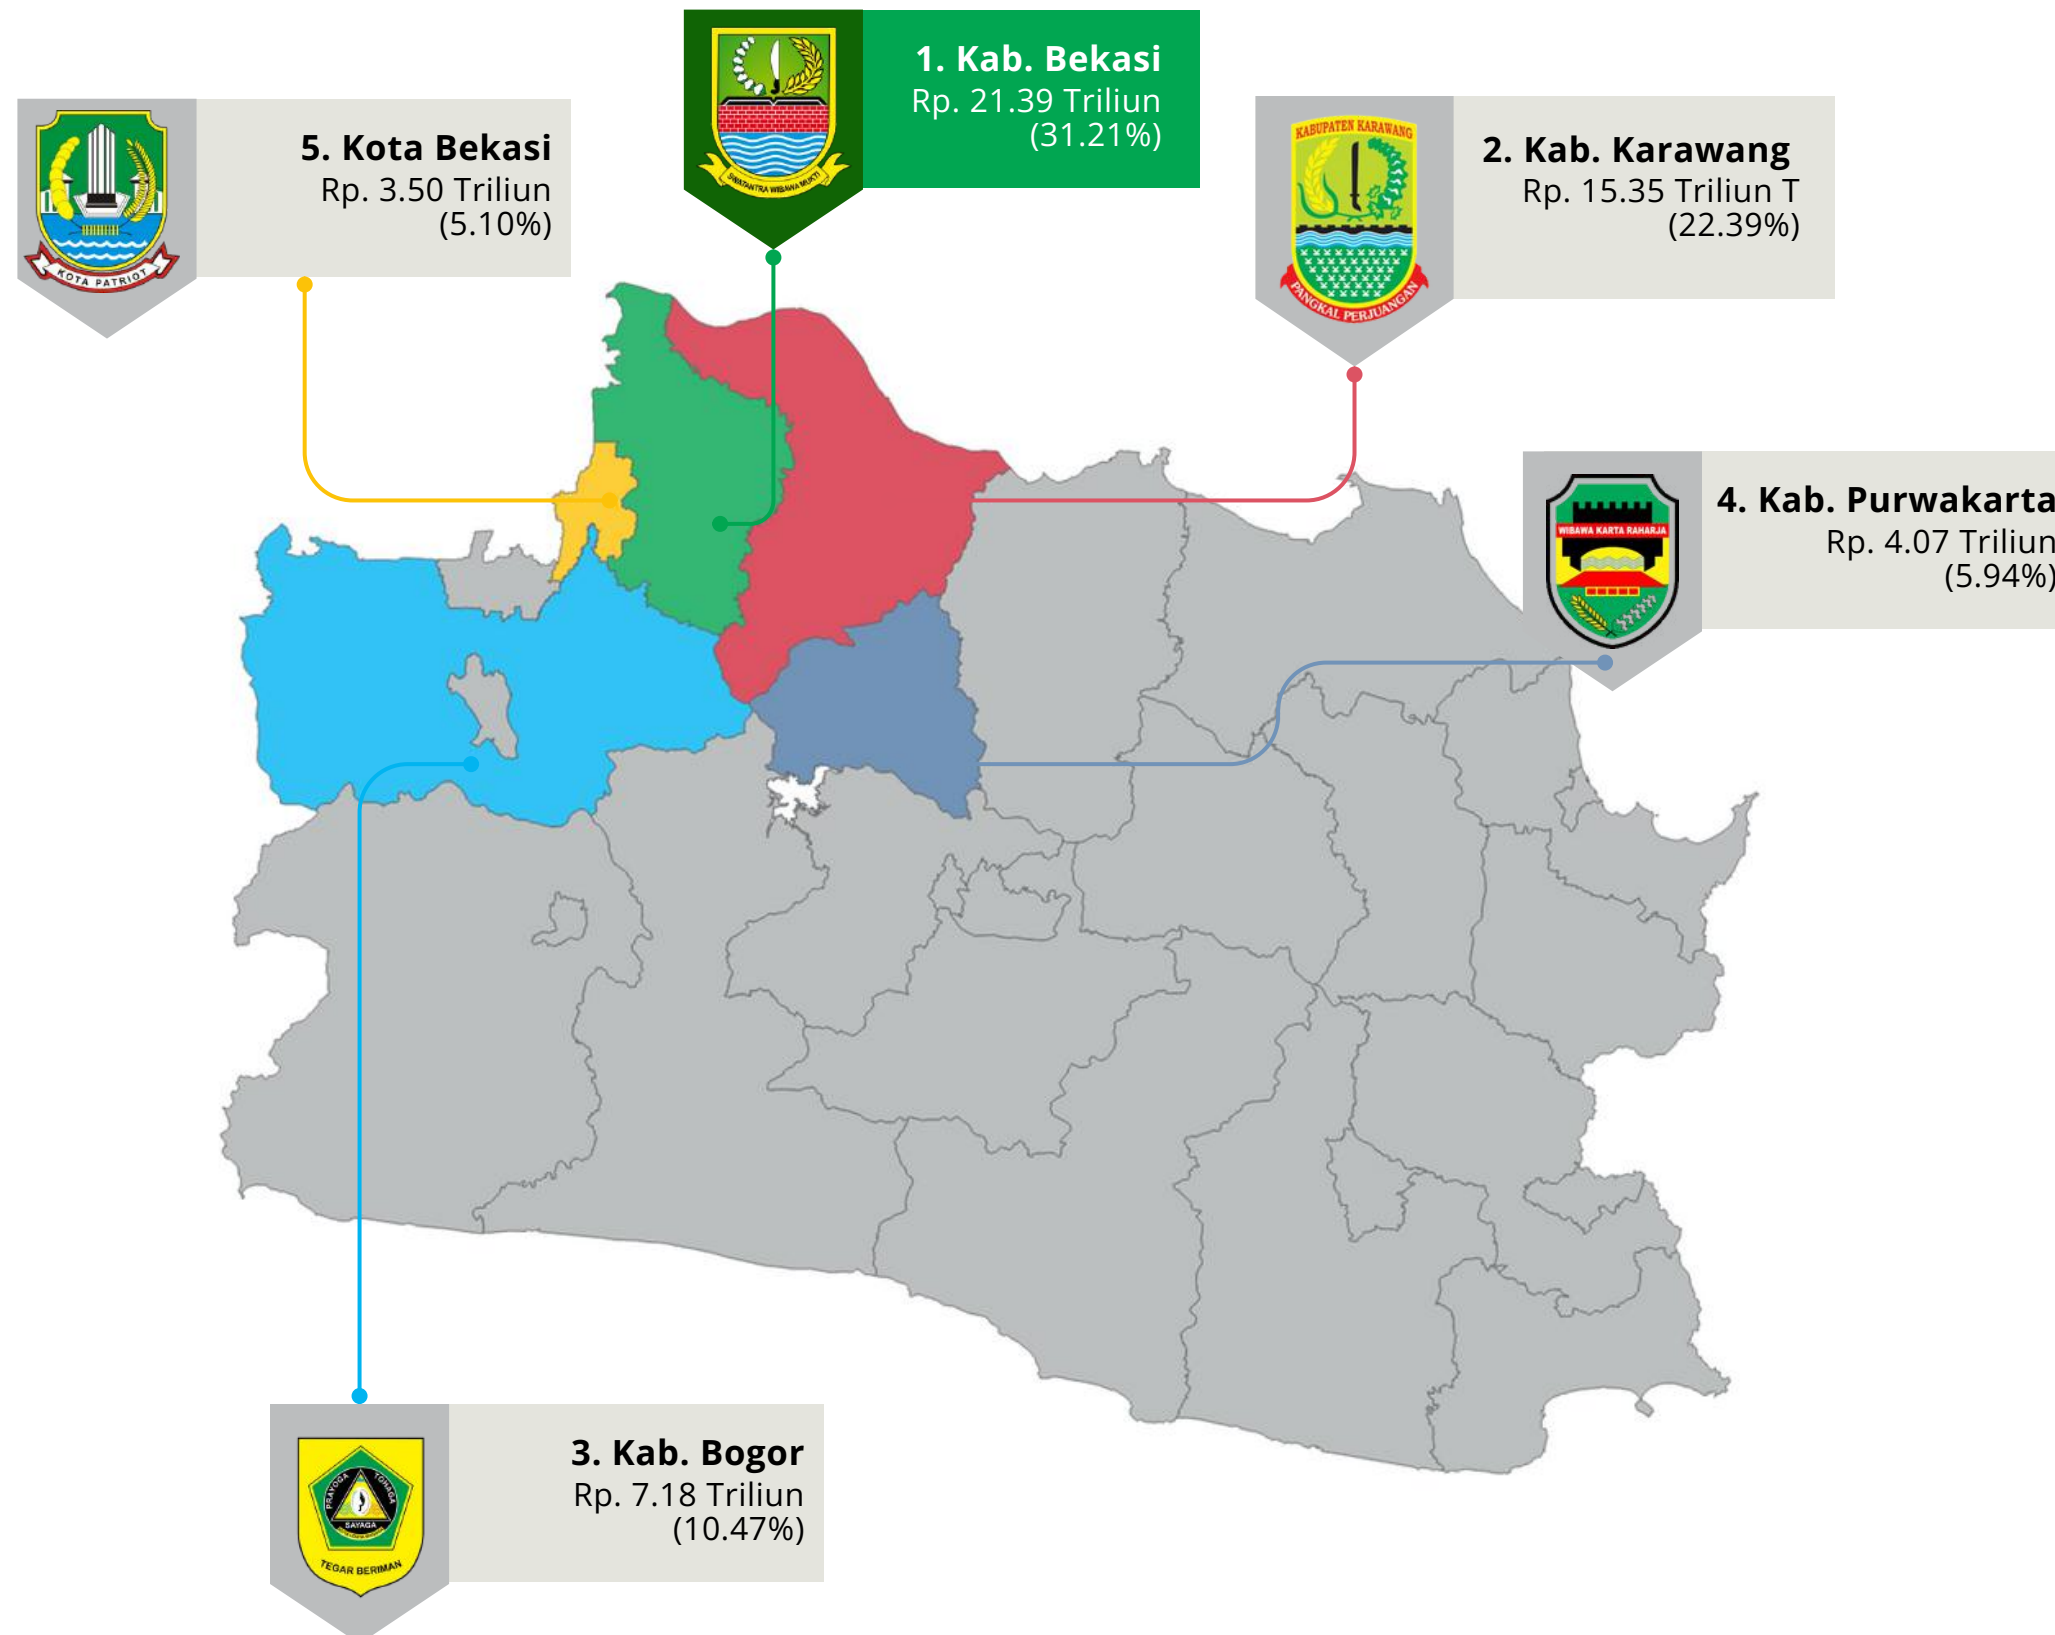 1. Kab. Bekasi
Rp. 21.39 Triliun
(31.21%)
SWATANTRA WIBAWA MUKTI
5. Kota Bekasi
Rp. 3.50 Triliun
(5.10%)
KOTA PATRIOT
2. Kab. Karawang
Rp. 15.35 Triliun T
(22.39%)
KABUPATEN KARAWANG
PANGKAL PERJUANGAN
4. Kab. Purwakarta
Rp. 4.07 Triliun
(5.94%)
WIBAWA KARTA RAHARJA
3. Kab. Bogor
Rp. 7.18 Triliun
(10.47%)
PRAYOGA
TOHAGA
SAYAGA
TEGAR BERIMAN